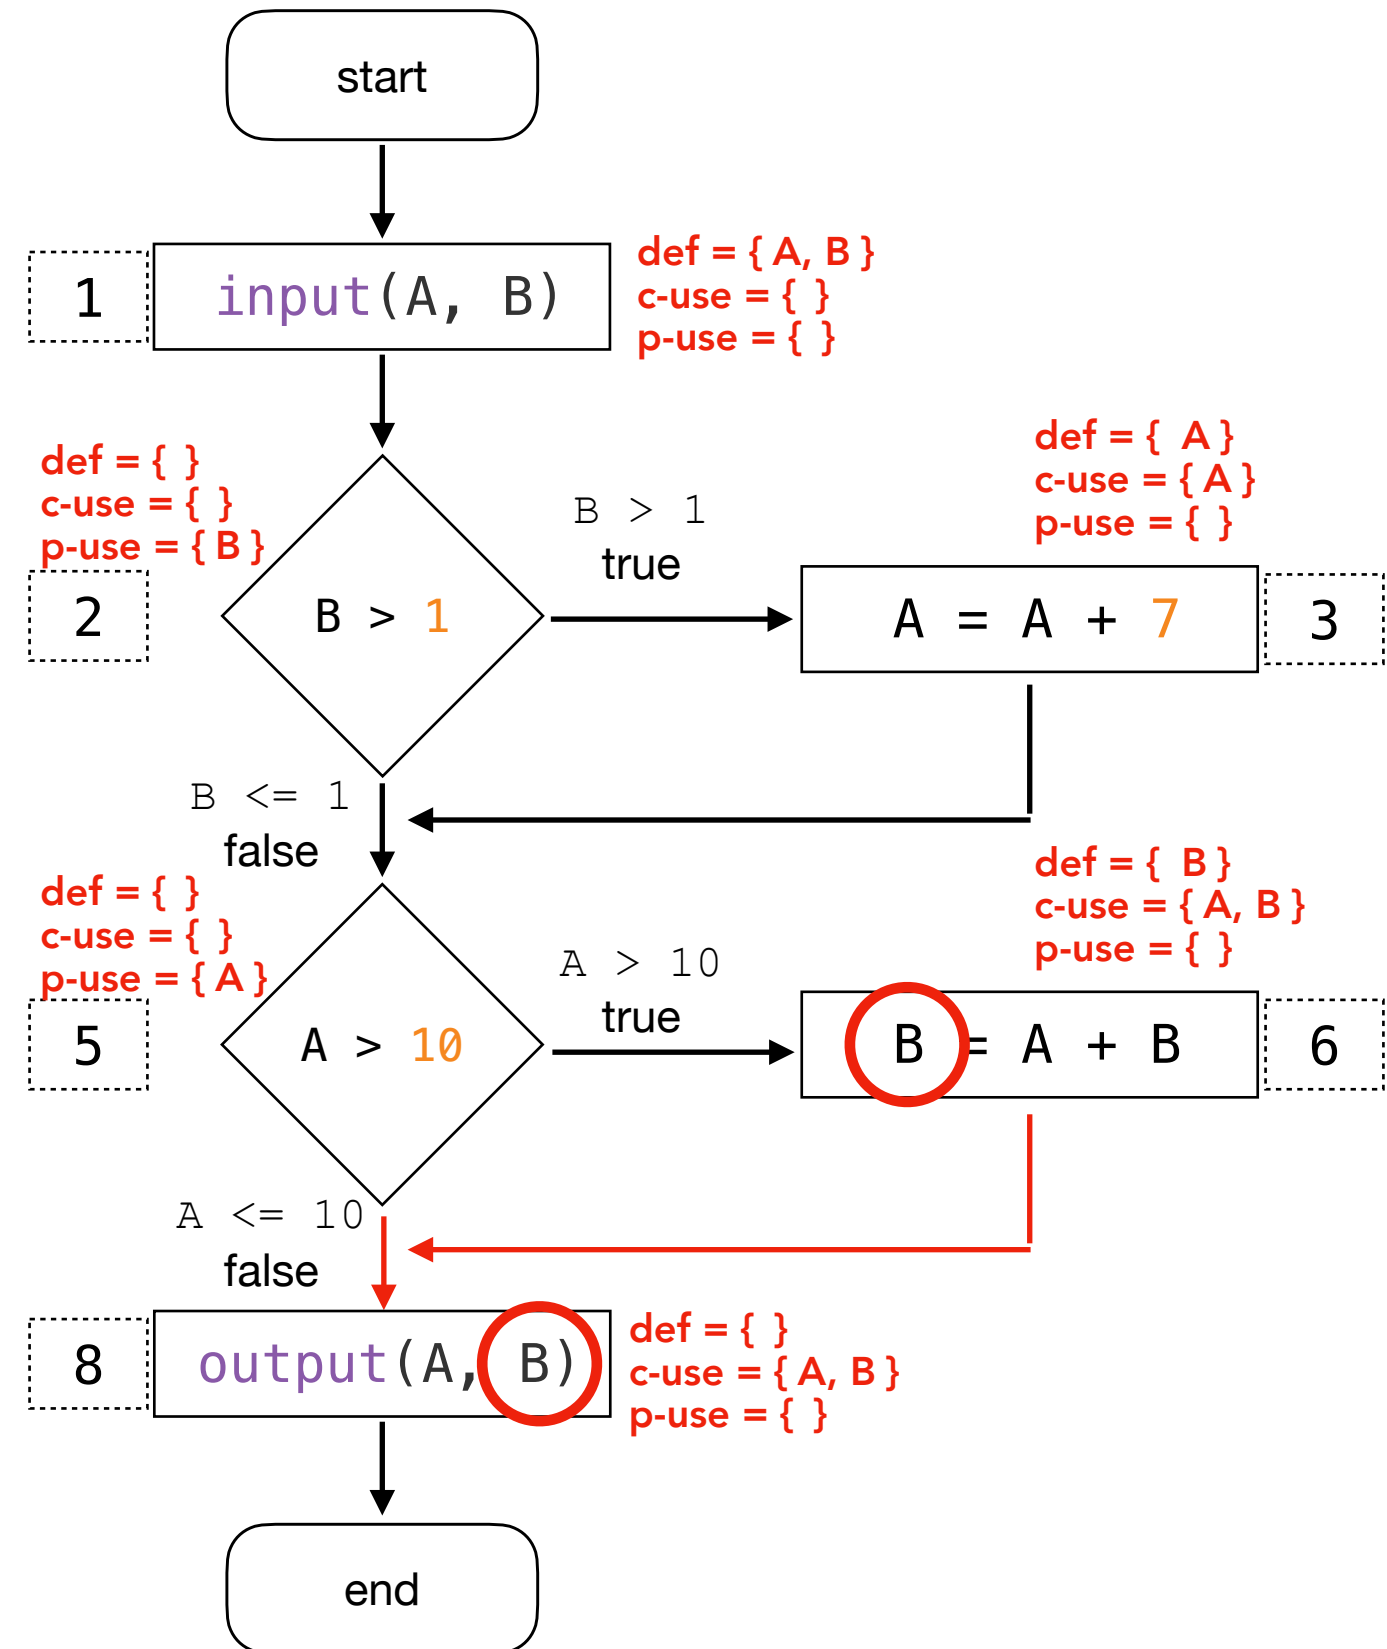 start
1
input(A, B)
def = { A, B }
c-use = { }
p-use = { }
def = { }
c-use = { }
p-use = { B }
2
B > 1
B > 1
true
def = { A }
c-use = { A }
p-use = { }
A = A + 7
3
B <= 1
false
def = { }
c-use = { }
p-use = { A }
5
A > 10
A > 10
true
def = { B }
c-use = { A, B }
p-use = { }
B = A + B
6
A <= 10
false
8
output(A, B)
def = { }
c-use = { A, B }
p-use = { }
end